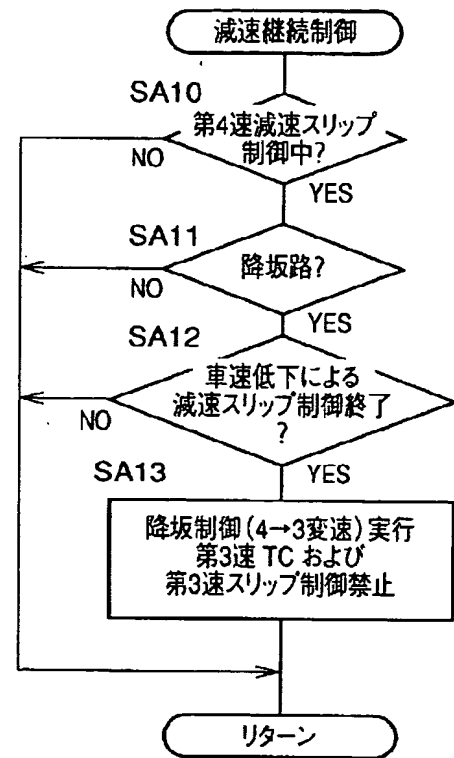 減速継続制御
SA10
第4速減速スリップ
制御中?
NO
YES
SA11
降坂路?
NO
YES
SA12
車速低下による
減速スリップ制御終了
?
NO
YES
SA13
降坂制御(4→3変速)実行
第3速 TC および
第3速スリップ制御禁止
リターン